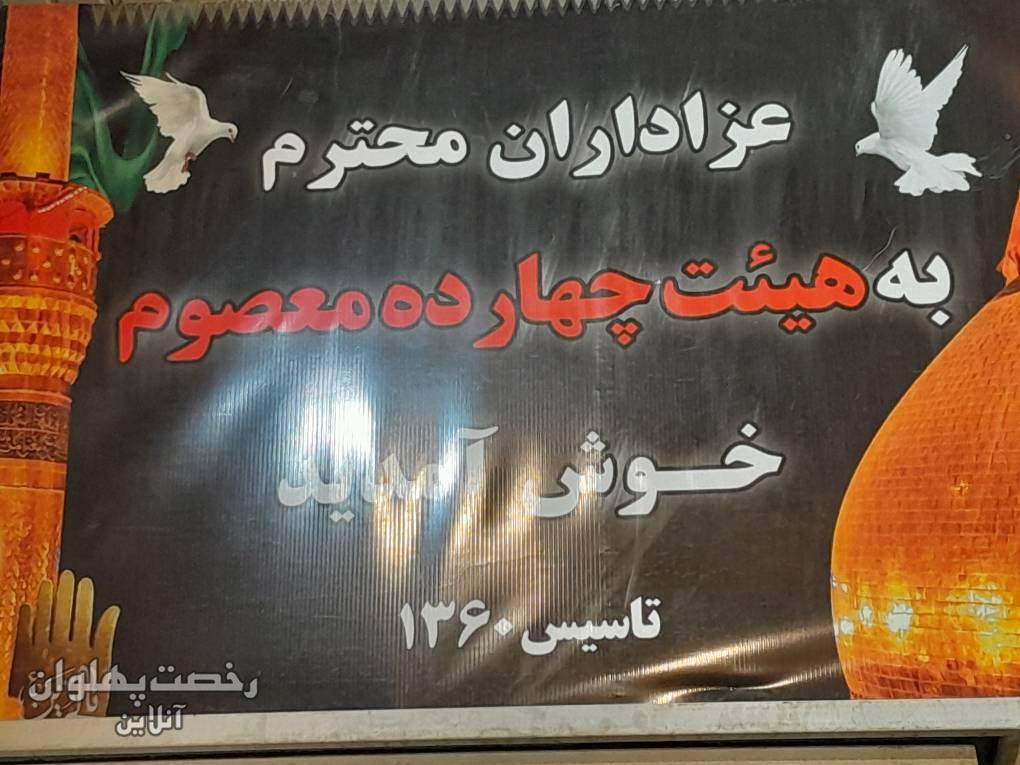 عزاداران محترم
به هیئت چهارده معصوم
خوش آمدید
تاسیس ۱۳۶۰
رخصت پهلوان
آنلاین